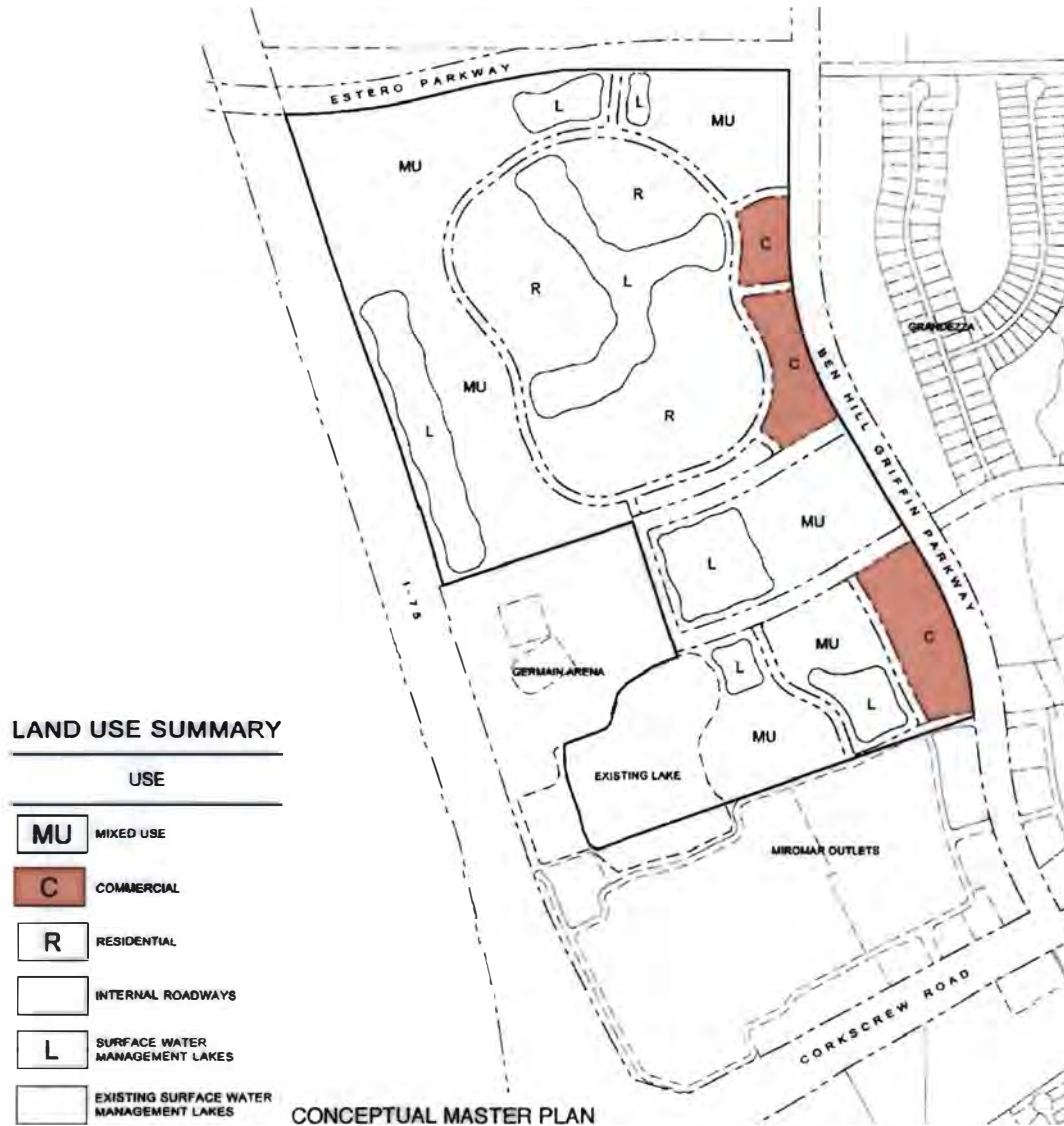 ESTERO PARKWAY
L
L
MU
MU
R
C
R
L
GRANDEZZA
BEN HILL GRIFFIN PARKWAY
C
MU
R
L
MU
L
I-75
C
MU
GERMAIN ARENA
L
L
MU
EXISTING LAKE
MIROMAR OUTLETS
CORKSCREW ROAD
LAND USE SUMMARY
USE
MU MIXED USE
C COMMERCIAL
R RESIDENTIAL
INTERNAL ROADWAYS
L SURFACE WATER
MANAGEMENT LAKES
EXISTING SURFACE WATER
MANAGEMENT LAKES
CONCEPTUAL MASTER PLAN